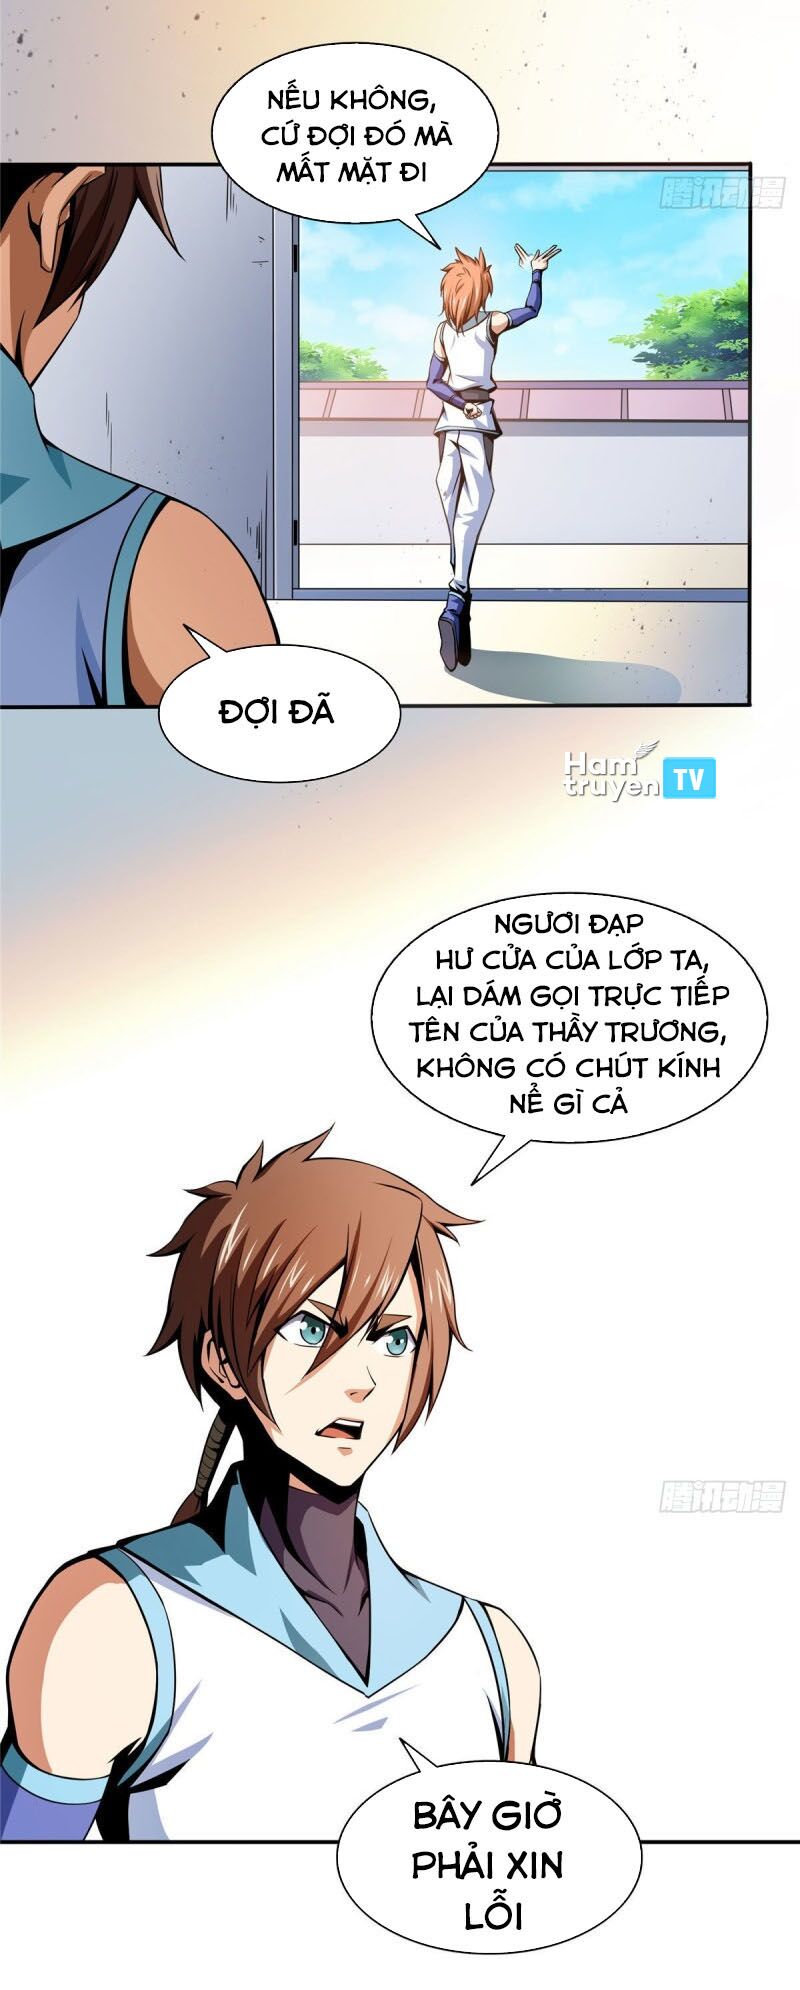 NẾU KHÔNG,
CỨ ĐỢI ĐÓ MÀ
MẤT MẶT ĐI
腾讯动漫
ĐỢI ĐÃ
Ham
truyen TV
NGƯƠI ĐẠP
HƯ CỬA CỦA LỚP TA,
LẠI DÁM GỌI TRỰC TIẾP
TÊN CỦA THẦY TRƯƠNG,
KHÔNG CÓ CHÚT KÍNH
NỂ GÌ CẢ
腾讯动漫
BÂY GIỜ
PHẢI XIN
LỖI